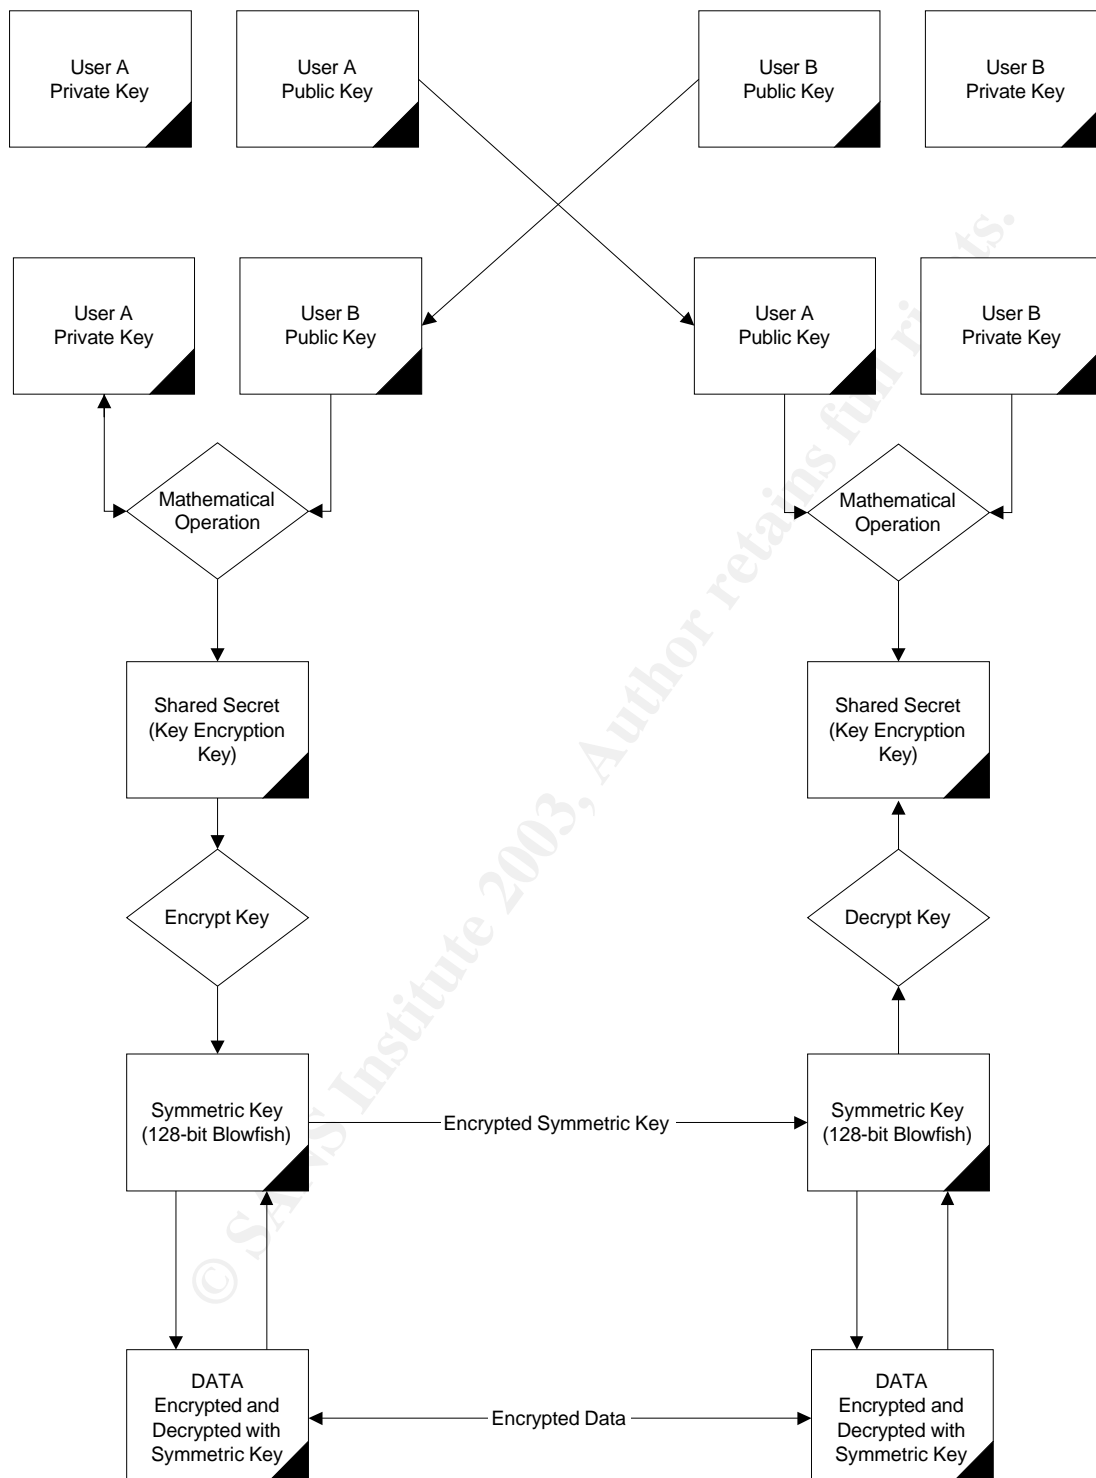 User A
Private Key
User A
Public Key
User B
Public Key
User B
Private Key
User A
Private Key
User B
Public Key
User A
Public Key
User B
Private Key
Mathematical
Operation
Mathematical
Operation
Shared Secret
(Key Encryption
Key)
Shared Secret
(Key Encryption
Key)
Encrypt Key
Decrypt Key
Symmetric Key
(128-bit Blowfish)
Encrypted Symmetric Key
Symmetric Key
(128-bit Blowfish)
DATA
Encrypted and
Decrypted with
Symmetric Key
Encrypted Data
DATA
Encrypted and
Decrypted with
Symmetric Key
© SANS Institute 2003, Author retains full